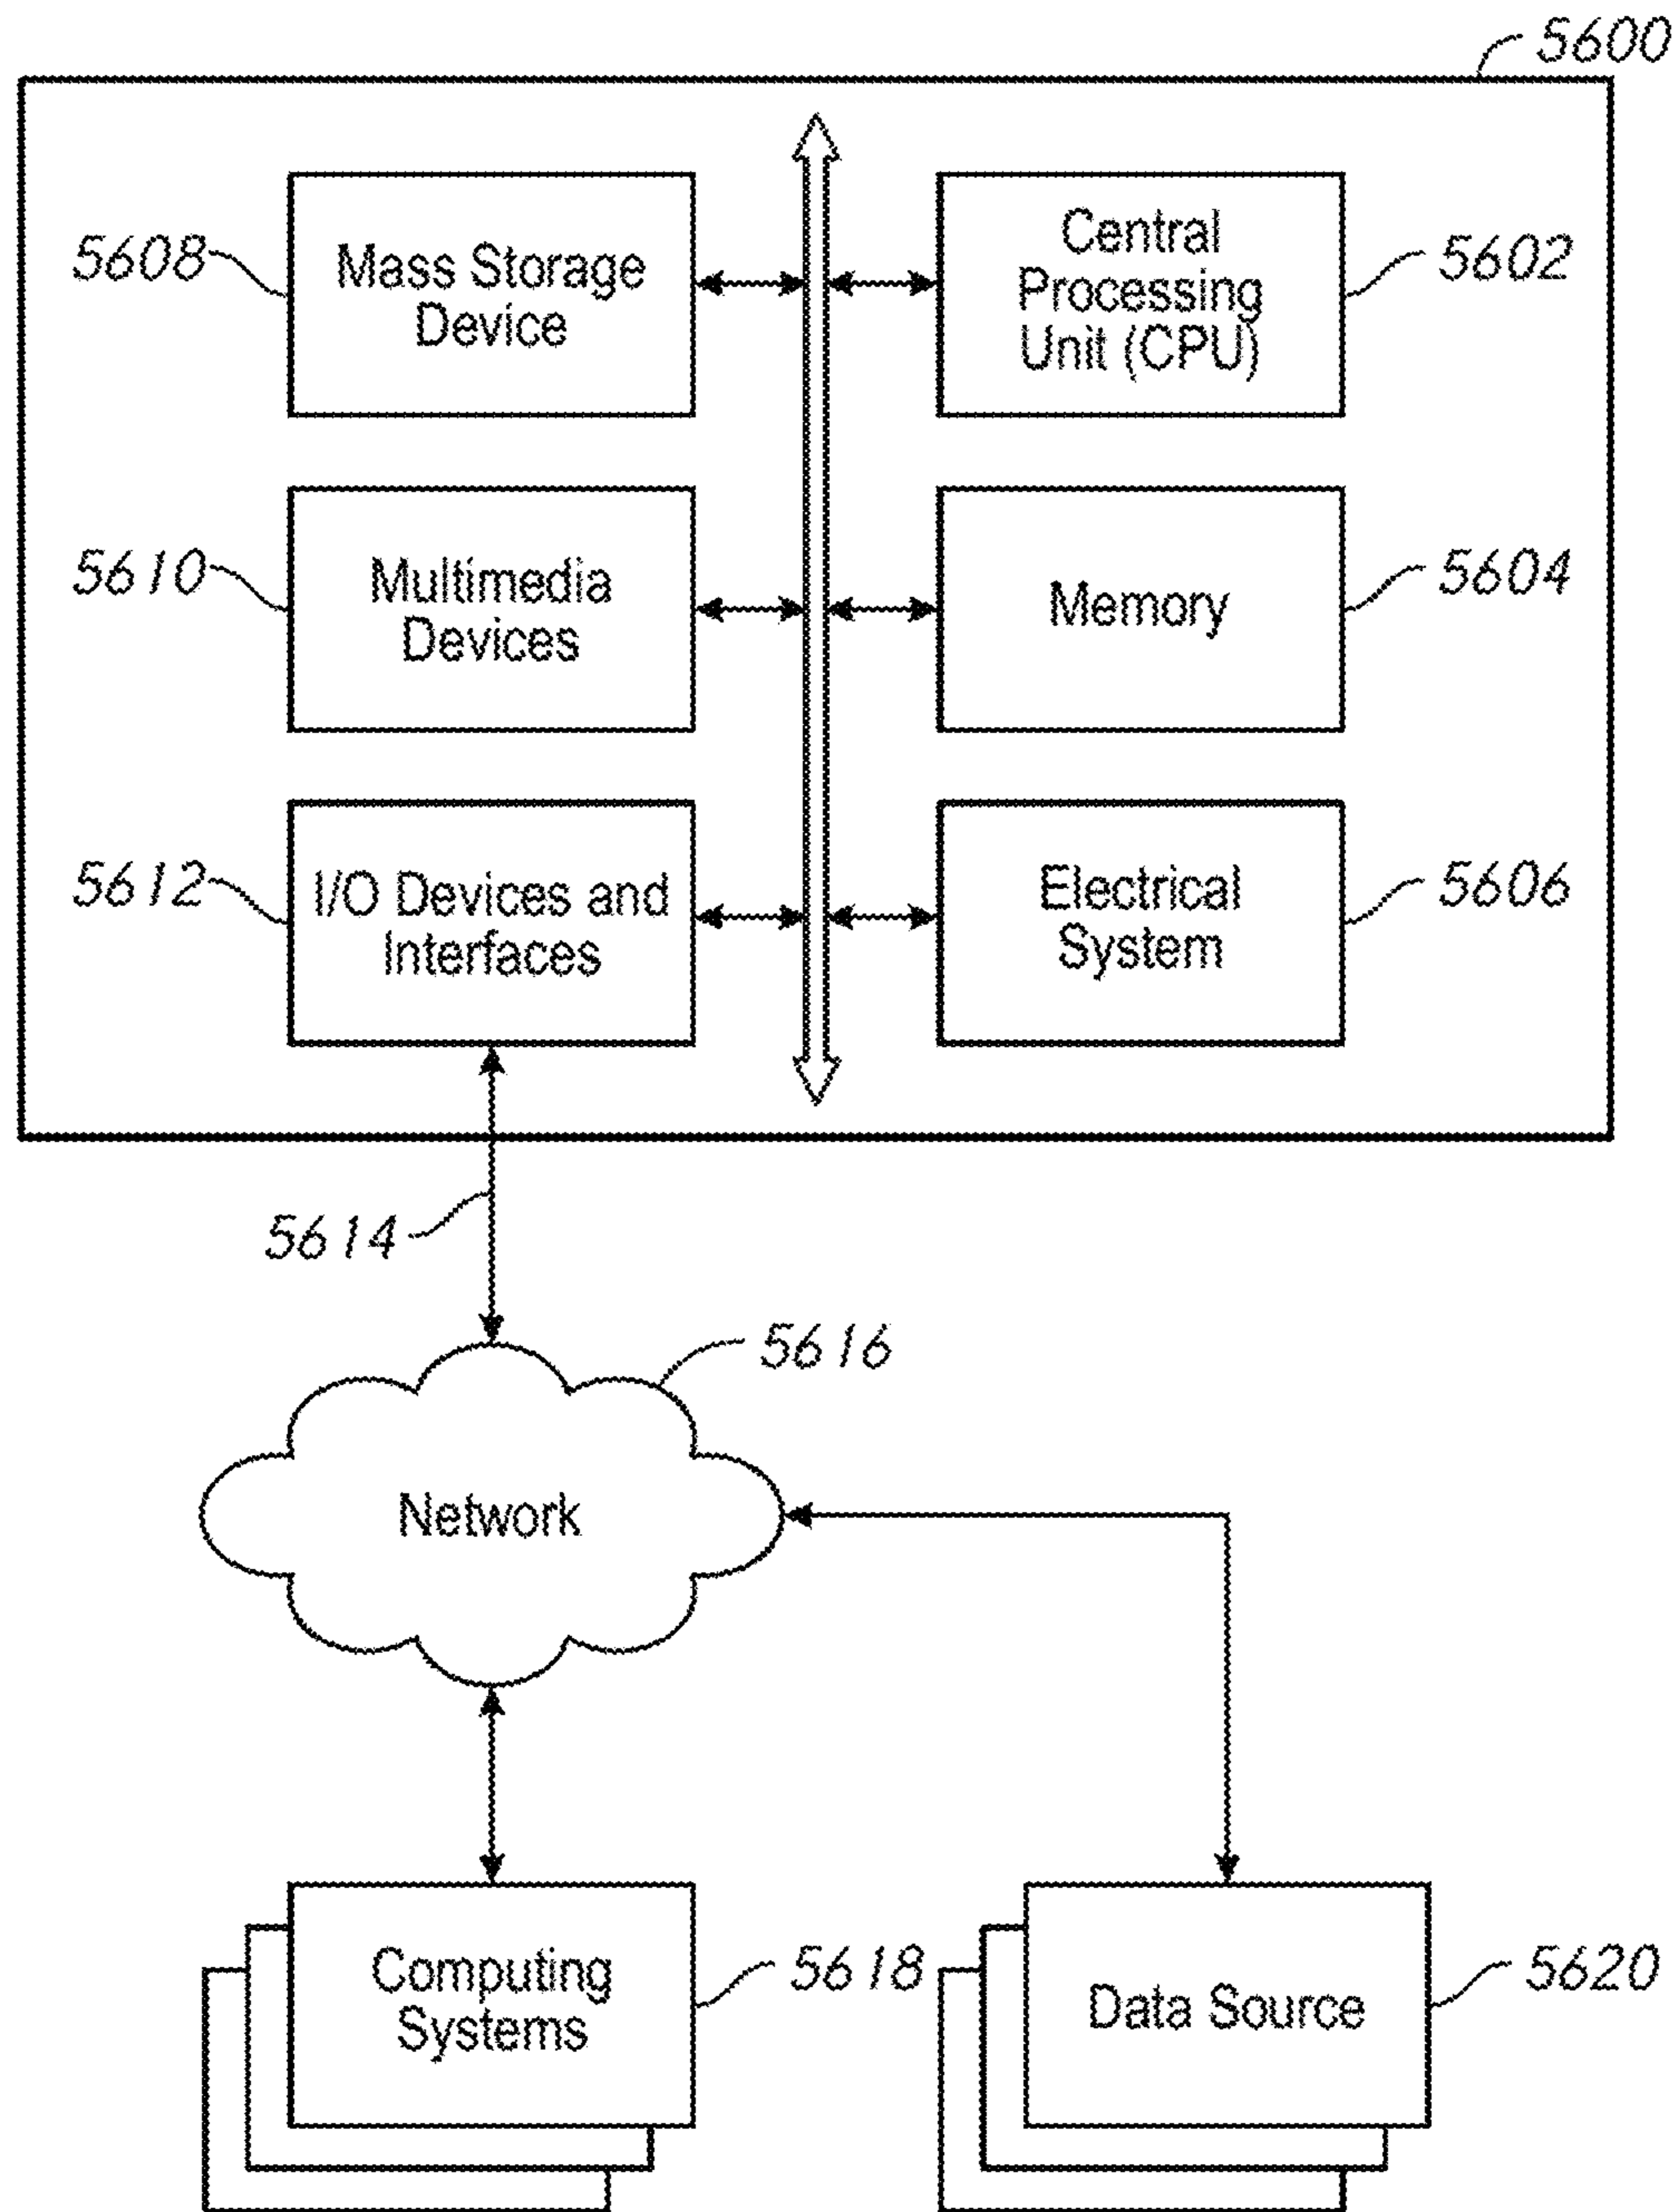 5600
5608
Mass Storage
Device
Central
Processing
Unit (CPU)
5602
5610
Multimedia
Devices
Memory
5604
5612
I/O Devices and
Interfaces
Electrical
System
5606
5614
5616
Network
Computing
Systems
5618
Data Source
5620